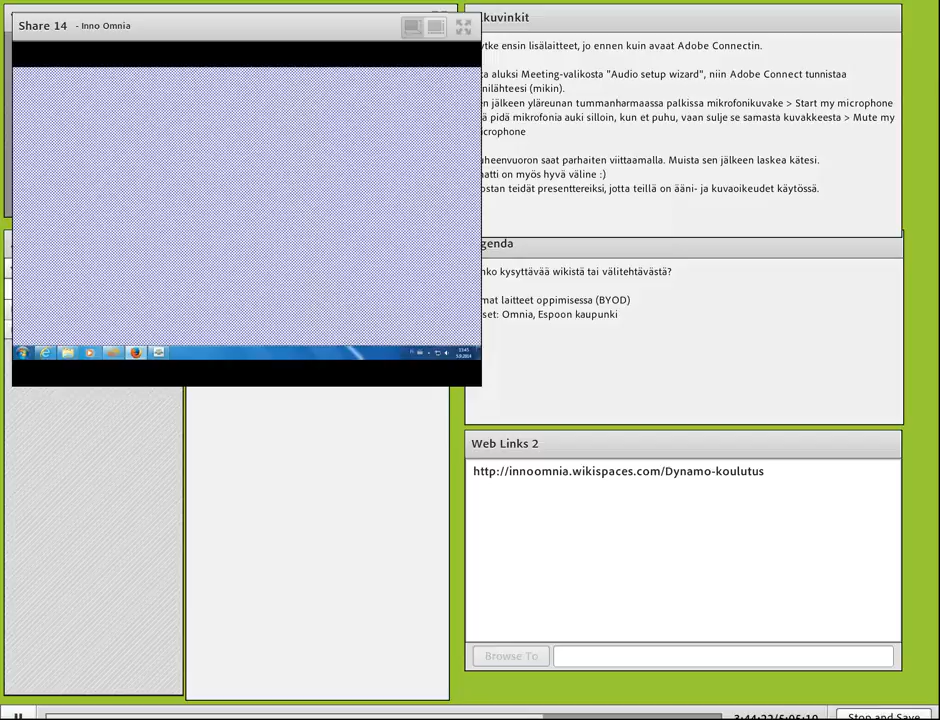 Share 14 - Inno Omnia
kuvinkit
ytke ensin lisälaitteet, jo ennen kuin avaat Adobe Connectin.
ta aluksi Meeting-valikosta "Audio setup wizard", niin Adobe Connect tunnistaa
nilähteesi (mikin).
en jälkeen yläreunan tummanharmaassa palkissa mikrofonikuvake > Start my microphone
ä pidä mikrofonia auki silloin, kun et puhu, vaan sulje se samasta kuvakkeesta > Mute my
icrophone
uheenvuoron saat parhaiten viittaamalla. Muista sen jälkeen laskea kätesi.
atti on myös hyvä väline :)
ostan teidät presenttereiksi, jotta teillä on ääni- ja kuvaoikeudet käytössä.
genda
nko kysyttävää wikistä tai välitehtävästä?
mat laitteet oppimisessa (BYOD)
set: Omnia, Espoon kaupunki
Web Links 2
http://innoomnia.wikispaces.com/Dynamo-koulutus
Browse To
Stop and Save